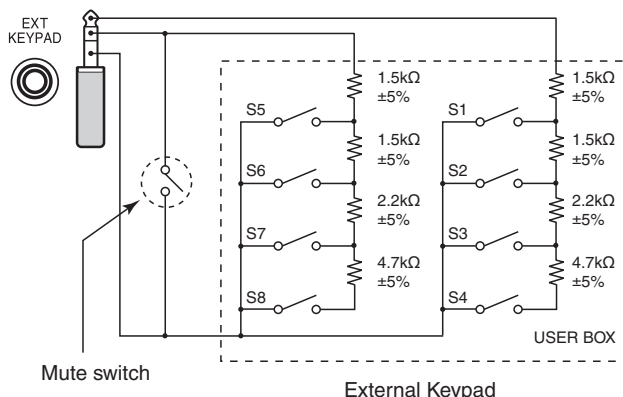 EXT
KEYPAD
1.5kΩ
±5%
1.5kΩ
±5%
S5
S1
1.5kΩ
±5%
1.5kΩ
±5%
S6
S2
2.2kΩ
±5%
2.2kΩ
±5%
S7
S3
4.7kΩ
±5%
4.7kΩ
±5%
S8
S4
USER BOX
Mute switch
External Keypad